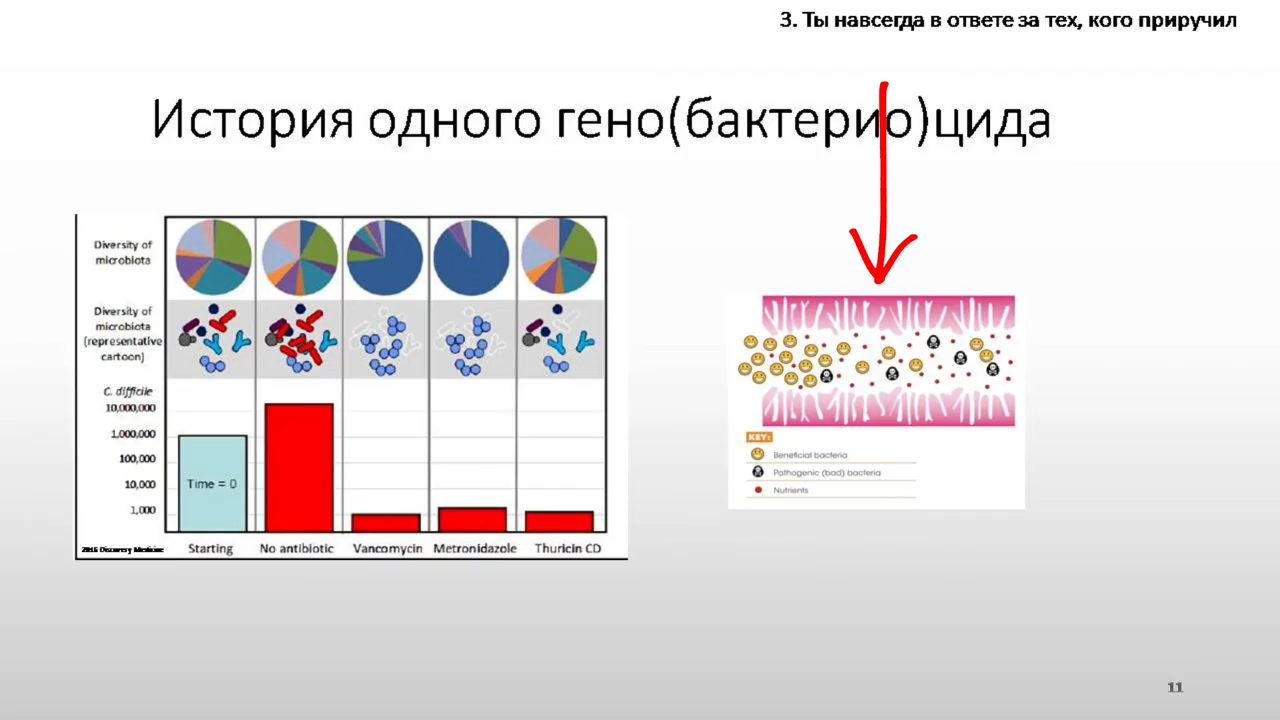 3. Ты навсегда в ответе за тех, кого приручил
История одного гено(бактерио)цида
Diversity of
microbiota
Diversity of
microbiota
(representative
cartoon)
C. difficile
10,000,000
1,000,000
100,000
10,000
1,000
Time = 0
2016 Discovery Medicine
Starting
No antibiotic
Vancomycin
Metronidazole
Thuricin CD
KEY:
Beneficial bacteria
Pathogenic (bad) bacteria
Nutrients
11